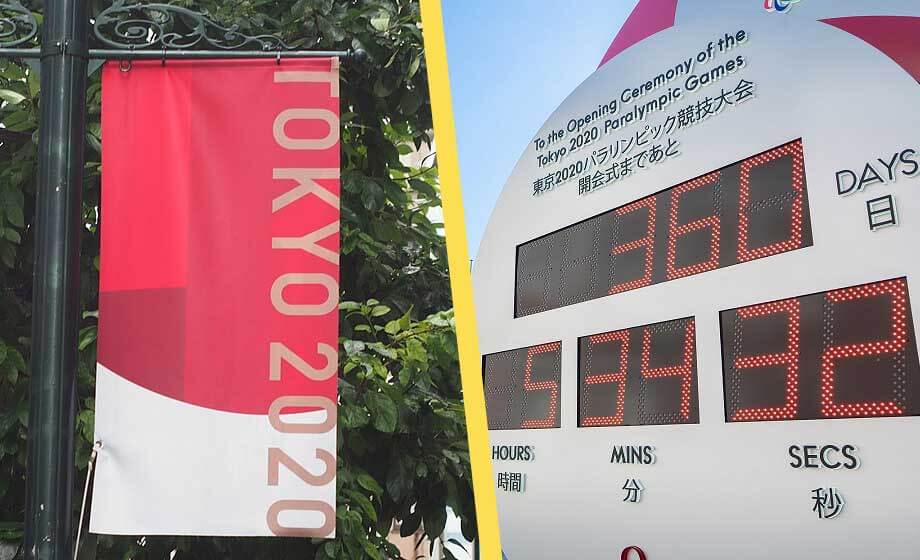 TOKYO 2020
To the Opening Ceremony of the
Tokyo 2020 Paralympic Games
東京2020パラリンピック競技大会
開会式まであと
360
DAYS
日
5
34
32
HOURS
MINS
SECS
時間
分
秒